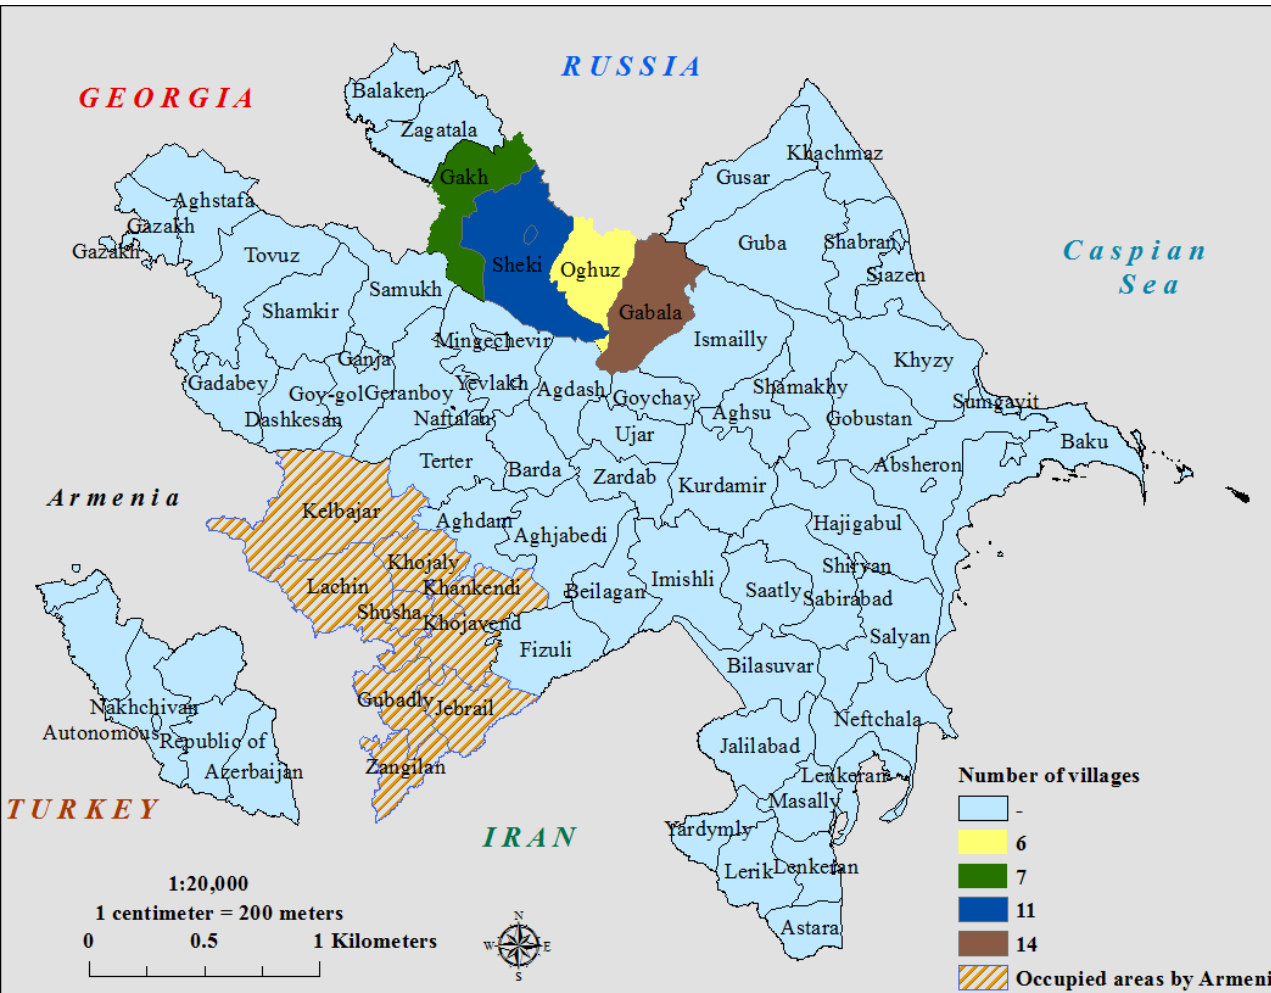 RUSSIA
GEORGIA
Balaken
Zagatala
Khachmaz
Gakh
Gusar
Aghstafa
Gazakh
Gazakh
Tovuz
Guba
Shabran
Caspian
Sea
Sheki
Oghuz
Siazen
Samukh
Shamkir
Gabala
Mingechevir
Ismailly
Ganja
Khyzy
Gadabey
Goy-gol
Geranboy
Yevlakh
Agdash
Shamakhy
Goychay
Sumgayit
Dashkesan
Naftalan
Aghsu
Gobustan
Ujar
Baku
Terter
Barda
Zardab
Absheron
Kurdamir
Armenia
Kelbajar
Aghdam
Aghjabedi
Hajigabul
Khojaly
Shirvan
Lachin
Khankendi
Beilagan
Imishli
Saatly
Sabirabad
Shusha
Khojavend
Salyan
Fizuli
Bilasuvar
Gubadly
Jebrail
Nakhchivan
Autonomous
Republic of
Azerbaijan
Neftchala
Jalilabad
Zangilan
Lenkeran
Masally
TURKEY
IRAN
Yardymly
Lerik
Lenkeran
Astara
Number of villages
-
6
7
11
14
Occupied areas by Armeni
1:20,000
1 centimeter = 200 meters
0 0.5 1 Kilometers
N
W E
S